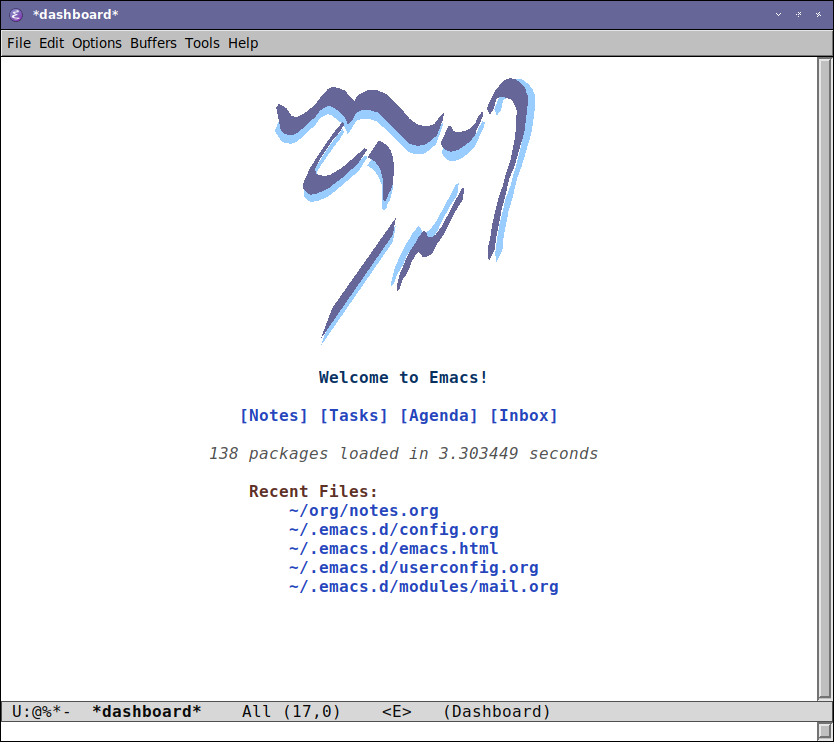 *dashboard*
File Edit Options Buffers Tools Help
Welcome to Emacs!
[Notes] [Tasks] [Agenda] [Inbox]
138 packages loaded in 3.303449 seconds
Recent Files:
~/org/notes.org
~/.emacs.d/config.org
~/.emacs.d/emacs.html
~/.emacs.d/userconfig.org
~/.emacs.d/modules/mail.org
U:@%*-  *dashboard*    All (17,0)    <E>   (Dashboard)